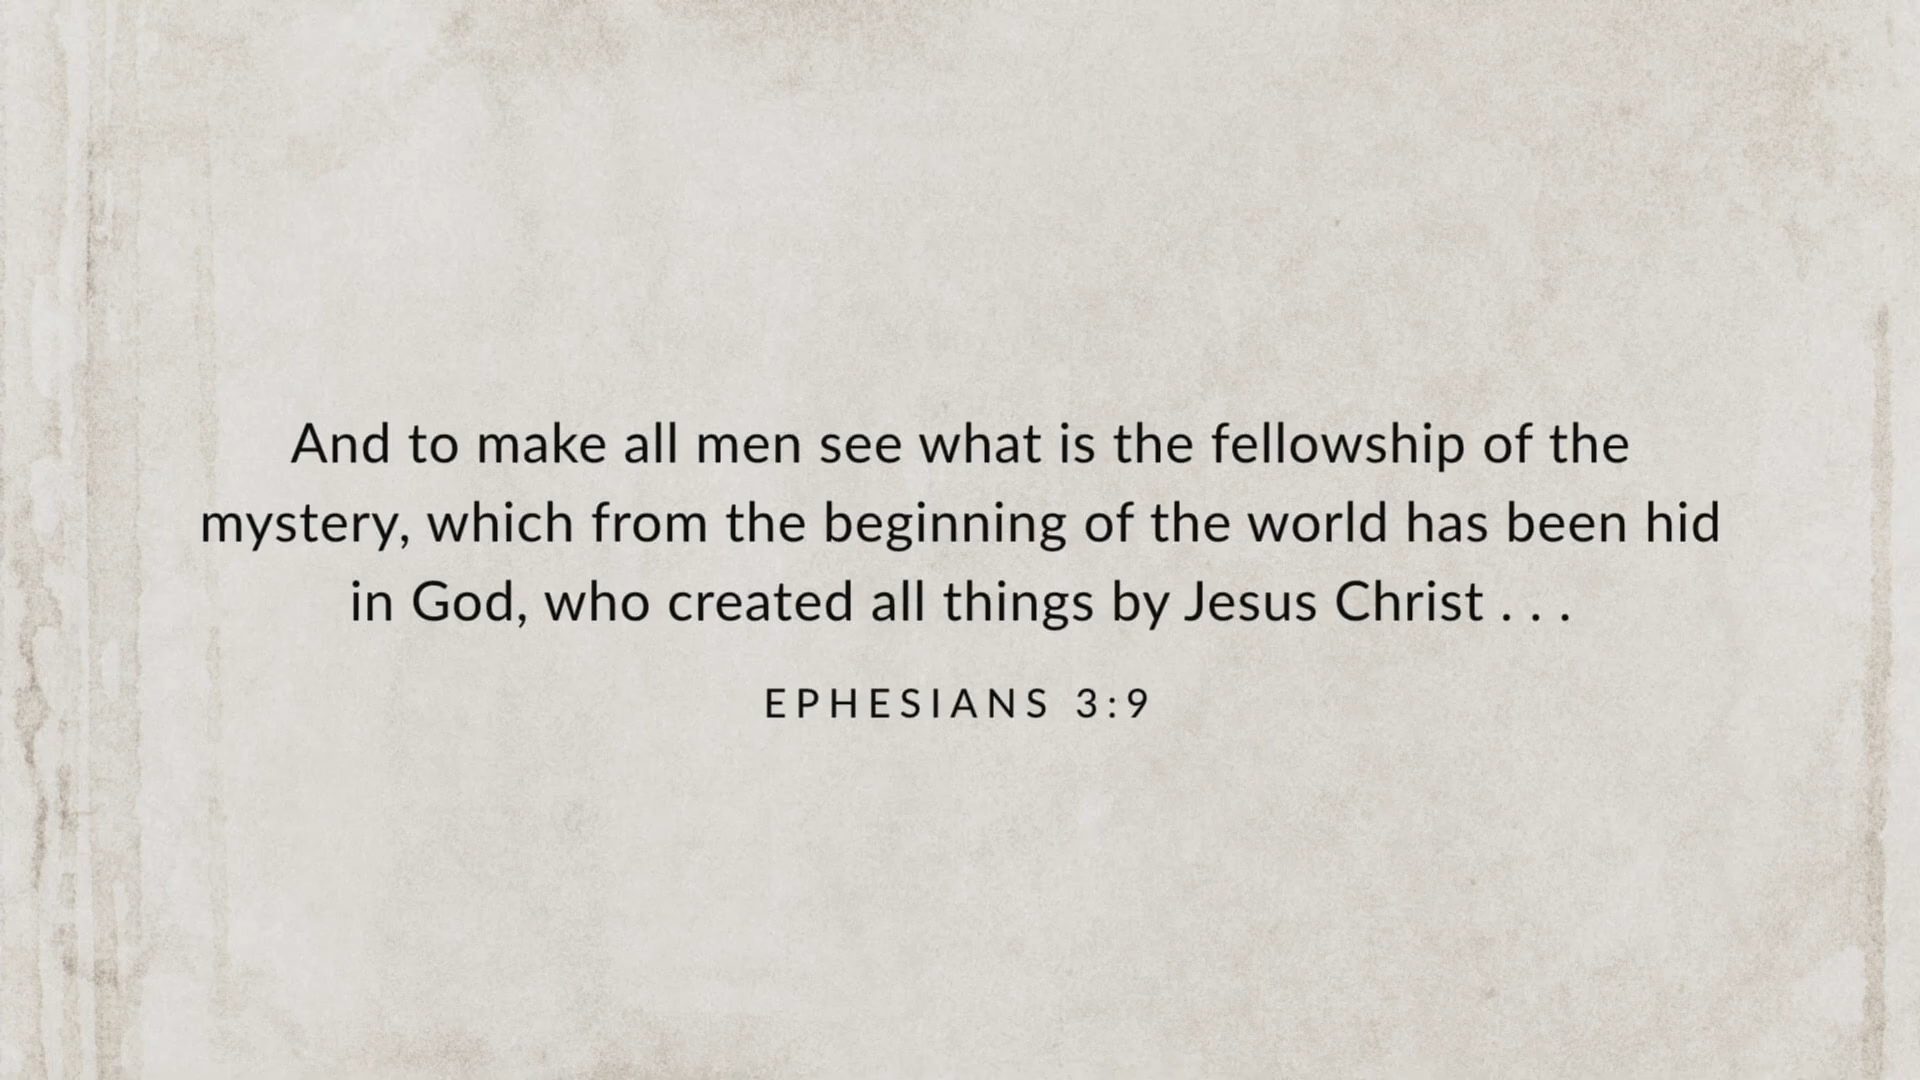 And to make all men see what is the fellowship of the
mystery, which from the beginning of the world has been hid
in God, who created all things by Jesus Christ . . .
EPHESIANS 3:9